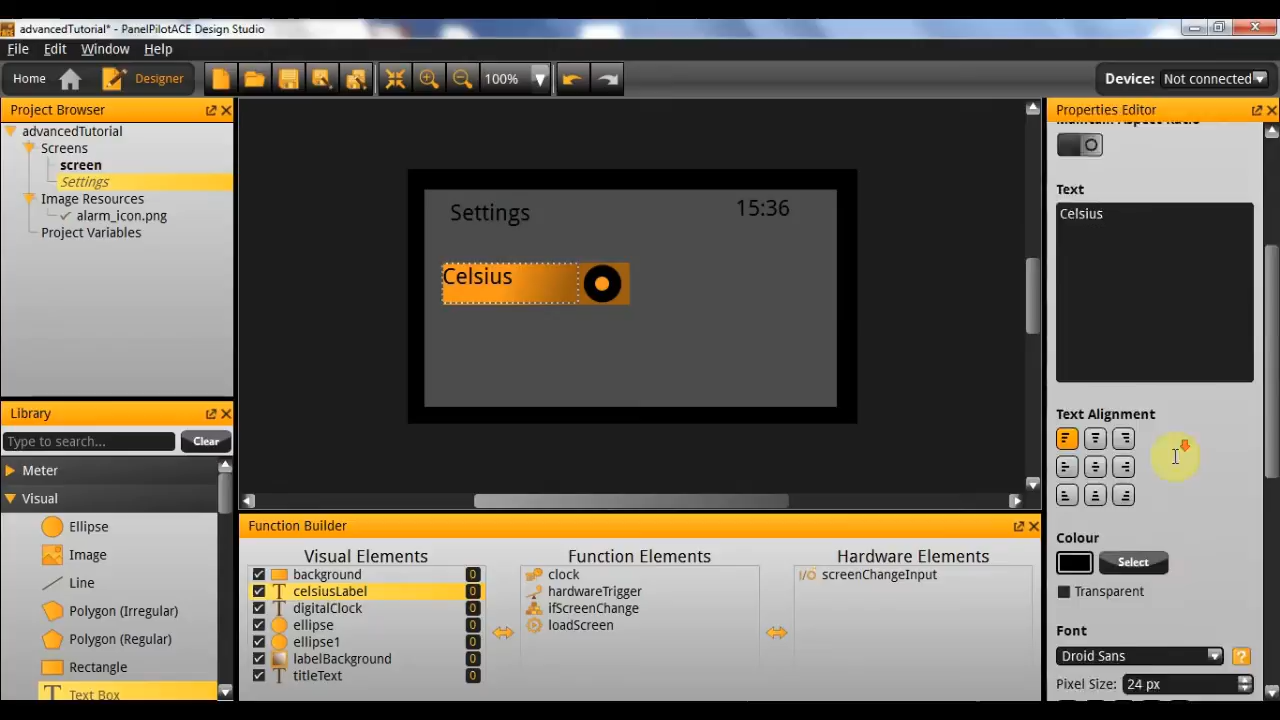 advancedTutorial* - PanelPilotACE Design Studio
File Edit Window Help
Home Designer 100% Device: Not connected
Project Browser
advancedTutorial
Screens
screen
Settings
Image Resources
alarm_icon.png
Project Variables
Library
Type to search... Clear
Meter
Visual
Ellipse
Image
Line
Polygon (Irregular)
Polygon (Regular)
Rectangle
Text Box
Settings 15:36
Celsius
Function Builder
Visual Elements Function Elements Hardware Elements
background 0 clock screenChangeInput
celsiusLabel 0 hardwareTrigger
digitalClock 0 ifScreenChange
ellipse 0 loadScreen
ellipse1 0
labelBackground 0
titleText 0
Properties Editor
Maintain Aspect Ratio
Text
Celsius
Text Alignment
Colour
Select
Transparent
Font
Droid Sans ?
Pixel Size: 24 px